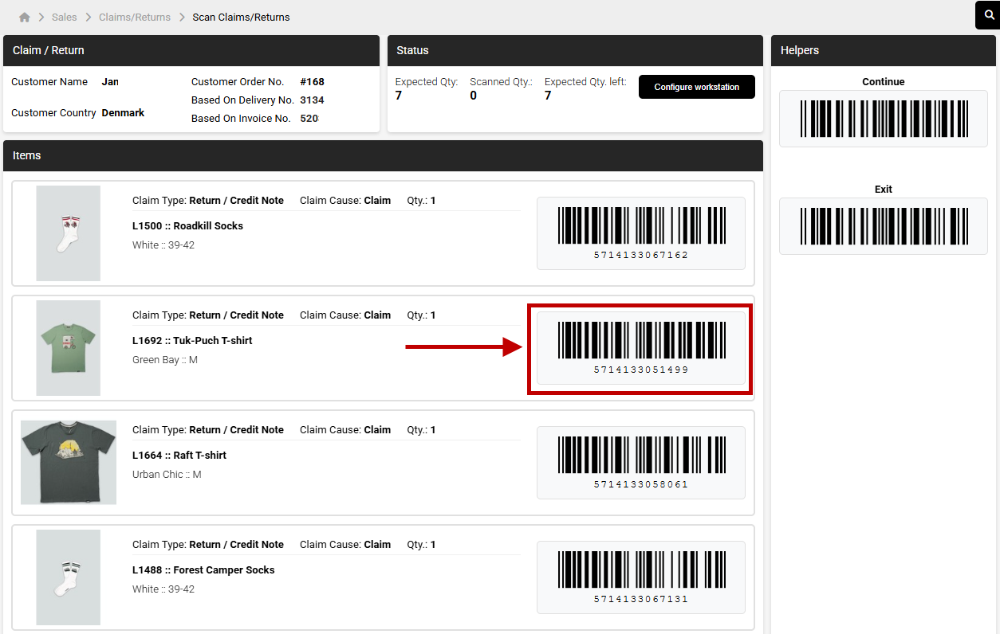 Sales > Claims/Returns > Scan Claims/Returns
Claim / Return
Customer Name Jan
Customer Country Denmark
Customer Order No. #168
Based On Delivery No. 3134
Based On Invoice No. 520
Status
Expected Qty: 7
Scanned Qty.: 0
Expected Qty. left: 7
Configure workstation
Items
Claim Type: Return / Credit Note Claim Cause: Claim Qty.: 1
L1500 :: Roadkill Socks
White :: 39-42
5714133067162
Claim Type: Return / Credit Note Claim Cause: Claim Qty.: 1
L1692 :: Tuk-Puch T-shirt
Green Bay :: M
5714133051499
Claim Type: Return / Credit Note Claim Cause: Claim Qty.: 1
L1664 :: Raft T-shirt
Urban Chic :: M
5714133058061
Claim Type: Return / Credit Note Claim Cause: Claim Qty.: 1
L1488 :: Forest Camper Socks
White :: 39-42
5714133067131
Helpers
Continue
Exit